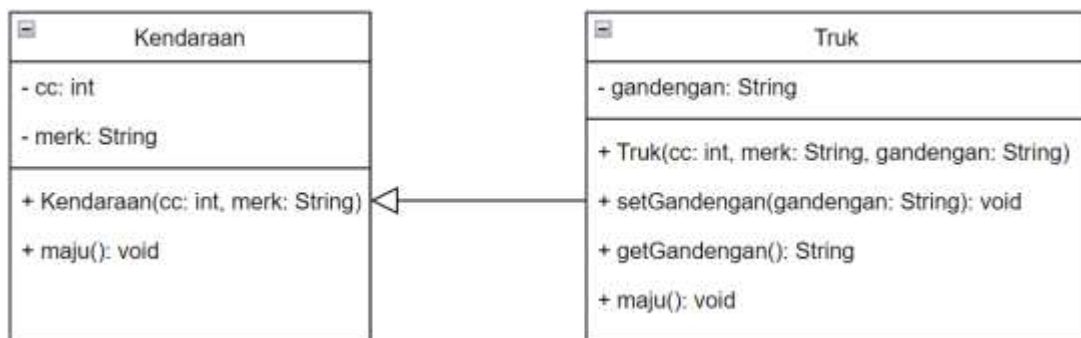 Kendaraan
- cc: int
- merk: String
+ Kendaraan(cc: int, merk: String)
+ maju(): void
Truk
- gandengan: String
+ Truk(cc: int, merk: String, gandengan: String)
+ setGandengan(gandengan: String): void
+ getGandengan(): String
+ maju(): void